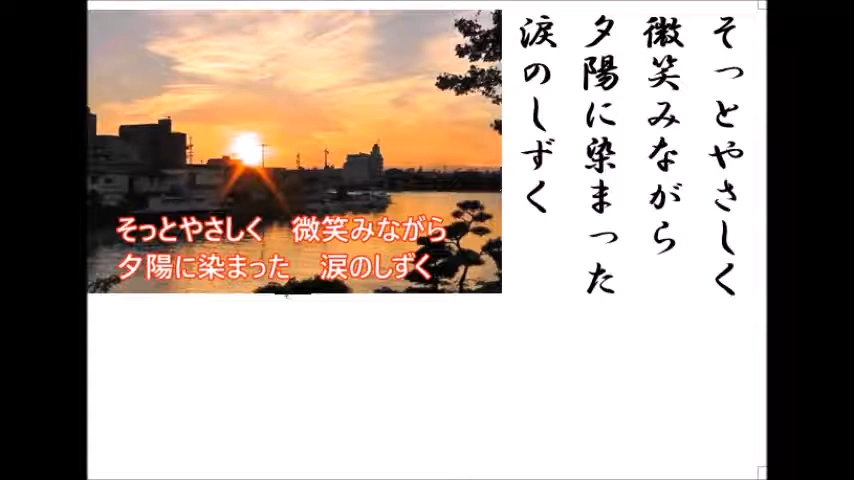 そっとやさしく
微笑みながら
夕陽に染まった
涙のしずく
そっとやさしく　微笑みながら
夕陽に染まった　涙のしずく